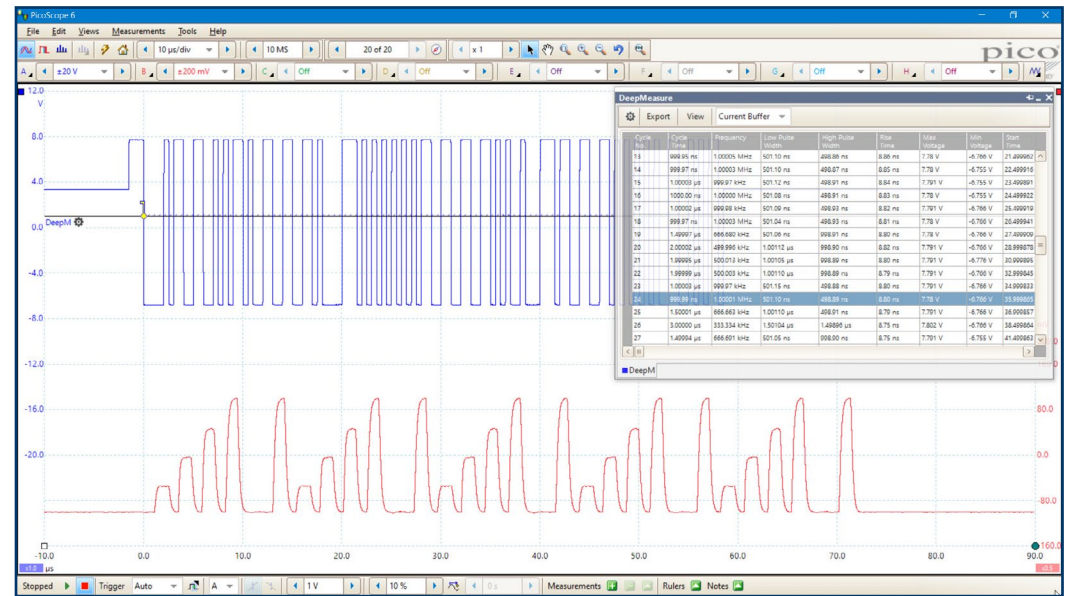 PicoScope 6
File Edit Views Measurements Tools Help
10 µs/div 10 MS 20 of 20 x 1
pico
A ±20 V B ±200 mV C Off D Off E Off F Off G Off H Off
12.0
V
8.0
4.0
DeepM
0.0
-4.0
-8.0
-12.0
-16.0
-20.0
DeepMeasure
Export View Current Buffer
Cycle No. Cycle Time Frequency Low Pulse Width High Pulse Width Rise Time Max Voltage Min Voltage Start Time
13 999.95 ns 1.00005 MHz 501.10 ns 498.86 ns 8.86 ns 7.78 V -6.766 V 21.499962
14 999.97 ns 1.00003 MHz 501.10 ns 498.87 ns 8.85 ns 7.78 V -6.755 V 22.499916
15 1.00003 µs 999.97 kHz 501.12 ns 498.91 ns 8.84 ns 7.791 V -6.755 V 23.499891
16 1000.00 ns 1.00000 MHz 501.08 ns 498.91 ns 8.83 ns 7.78 V -6.755 V 24.499922
17 1.00002 µs 999.98 kHz 501.09 ns 498.93 ns 8.82 ns 7.791 V -6.766 V 25.499919
18 999.97 ns 1.00003 MHz 501.04 ns 498.93 ns 8.81 ns 7.78 V -6.766 V 26.499941
19 1.49997 µs 666.680 kHz 501.06 ns 998.91 ns 8.80 ns 7.78 V -6.766 V 27.499909
20 2.00002 µs 499.996 kHz 1.00112 µs 998.90 ns 8.82 ns 7.791 V -6.766 V 28.999878
21 1.99995 µs 500.013 kHz 1.00105 µs 998.89 ns 8.80 ns 7.791 V -6.776 V 30.999895
22 1.99999 µs 500.003 kHz 1.00110 µs 998.89 ns 8.79 ns 7.791 V -6.766 V 32.999845
23 1.00003 µs 999.97 kHz 501.15 ns 498.88 ns 8.80 ns 7.791 V -6.766 V 34.999833
24 999.99 ns 1.00001 MHz 501.10 ns 498.89 ns 8.80 ns 7.78 V -6.766 V 35.999865
25 1.50001 µs 666.663 kHz 1.00110 µs 498.91 ns 8.79 ns 7.791 V -6.766 V 36.999857
26 3.00000 µs 333.334 kHz 1.50104 µs 1.49896 µs 8.75 ns 7.802 V -6.766 V 38.499864
27 1.49994 µs 666.691 kHz 501.05 ns 998.90 ns 8.75 ns 7.791 V -6.755 V 41.499863
DeepM
80.0
0.0
-80.0
-160.0
-10.0 0.0 10.0 20.0 30.0 40.0 50.0 60.0 70.0 80.0 90.0
x1.0 µs
x0.5
Stopped Trigger Auto A 1 V 10 % 0 s Measurements Rulers Notes